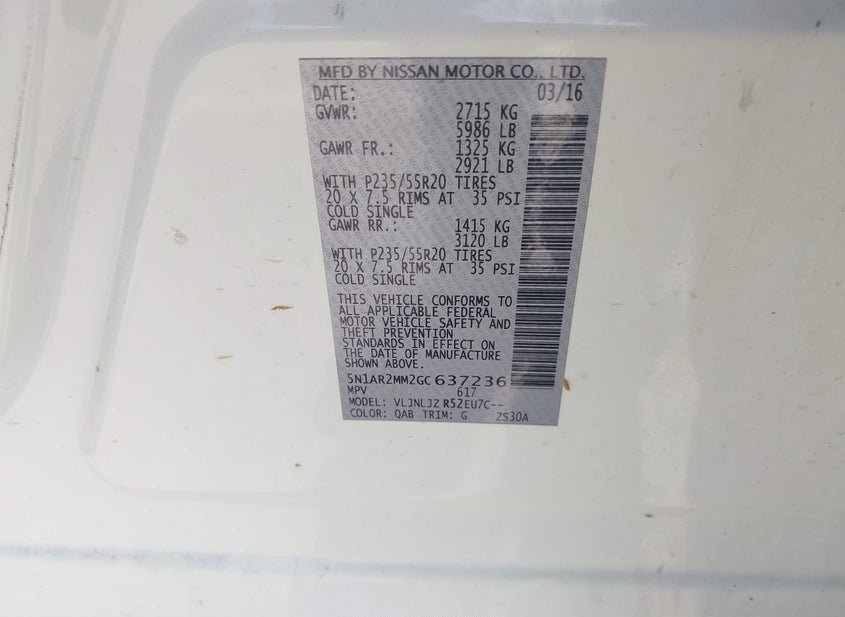 MFD BY NISSAN MOTOR CO., LTD.
DATE: 03/16
GVWR: 2715 KG
5986 LB
GAWR FR.: 1325 KG
2921 LB
WITH P235/55R20 TIRES
20 X 7.5 RIMS AT 35 PSI
COLD SINGLE
GAWR RR.: 1415 KG
3120 LB
WITH P235/55R20 TIRES
20 X 7.5 RIMS AT 35 PSI
COLD SINGLE
THIS VEHICLE CONFORMS TO
ALL APPLICABLE FEDERAL
MOTOR VEHICLE SAFETY AND
THEFT PREVENTION
STANDARDS IN EFFECT ON
THE DATE OF MANUFACTURE
SHOWN ABOVE.
5N1AR2MM2GC637236
MPV 617
MODEL: VLJNLJZ R52EU7C--
COLOR: QAB TRIM: G 2S30A